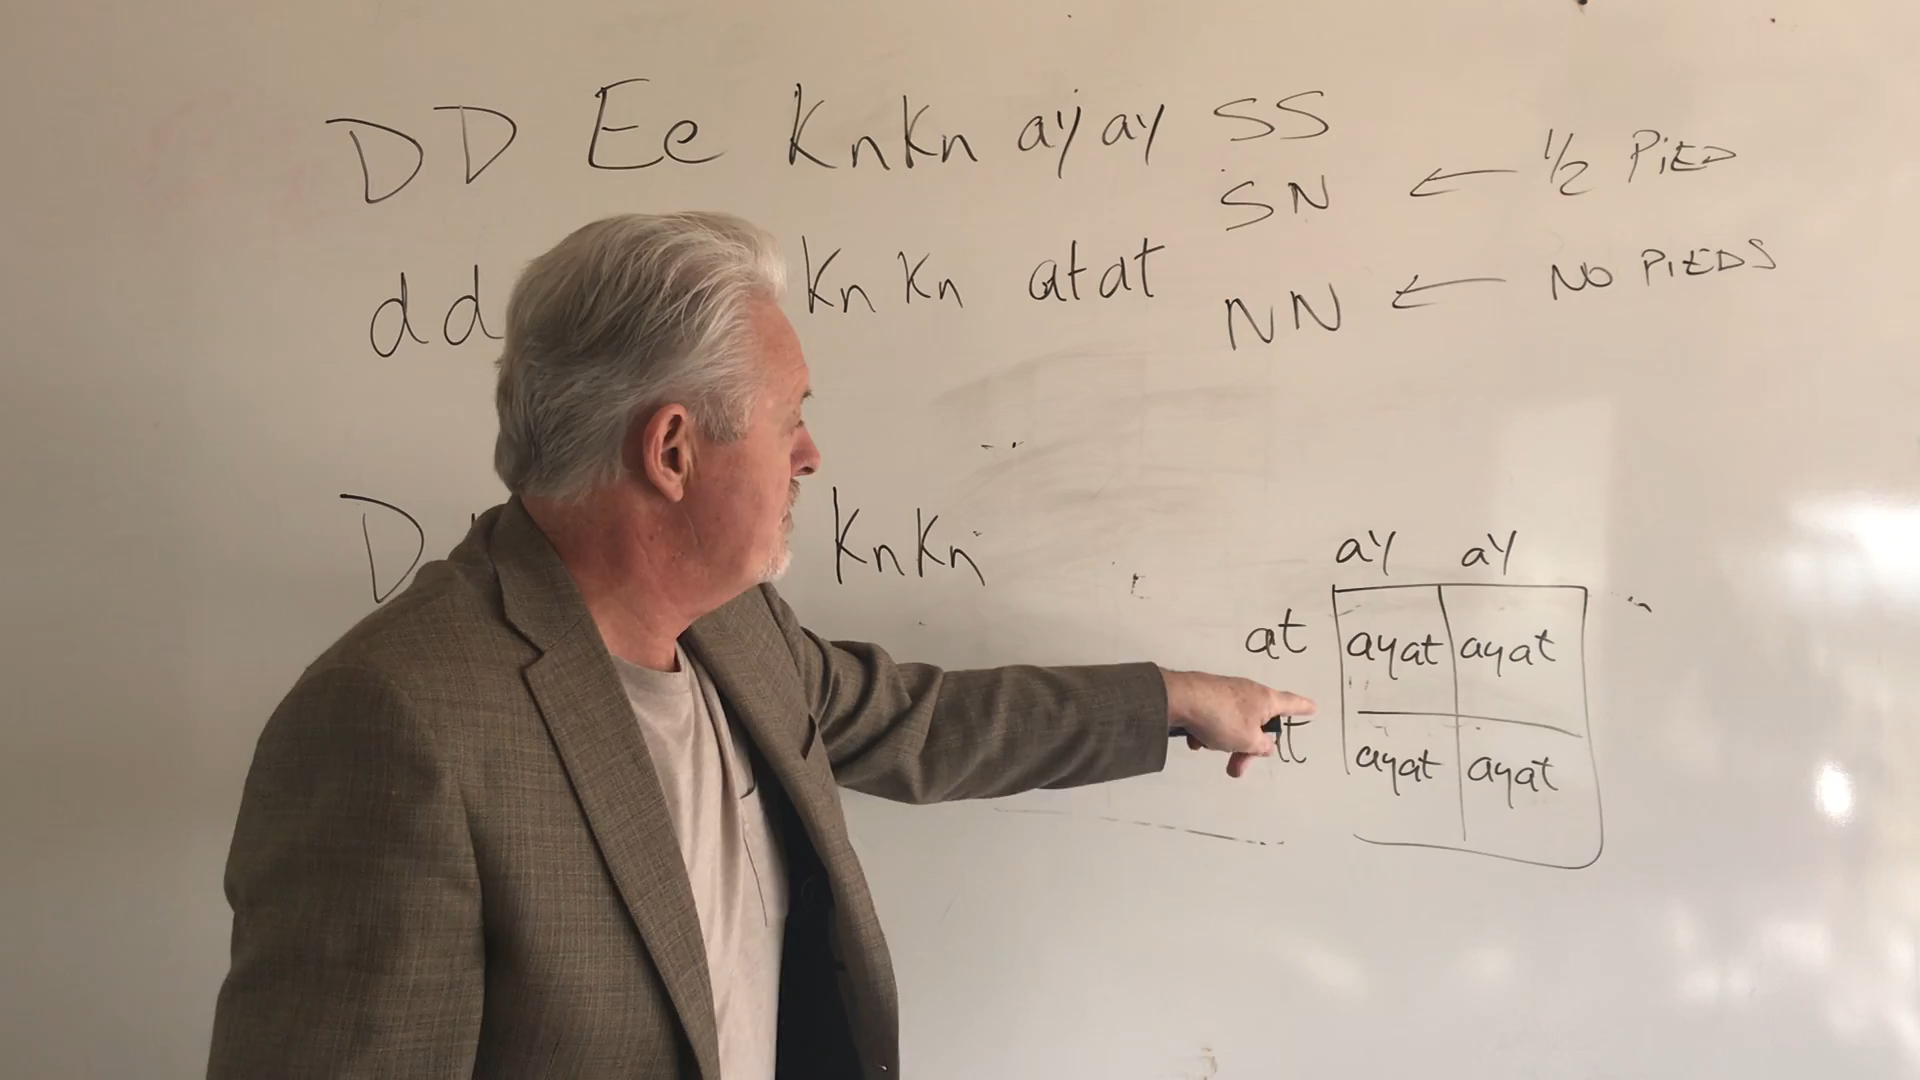 DD Ee KnKn ayay SS
SN ← 1/2 PiED
dd KnKn atat NN ← NO PiEDS
D KnKn
ay ay
at ayat ayat
ayat ayat